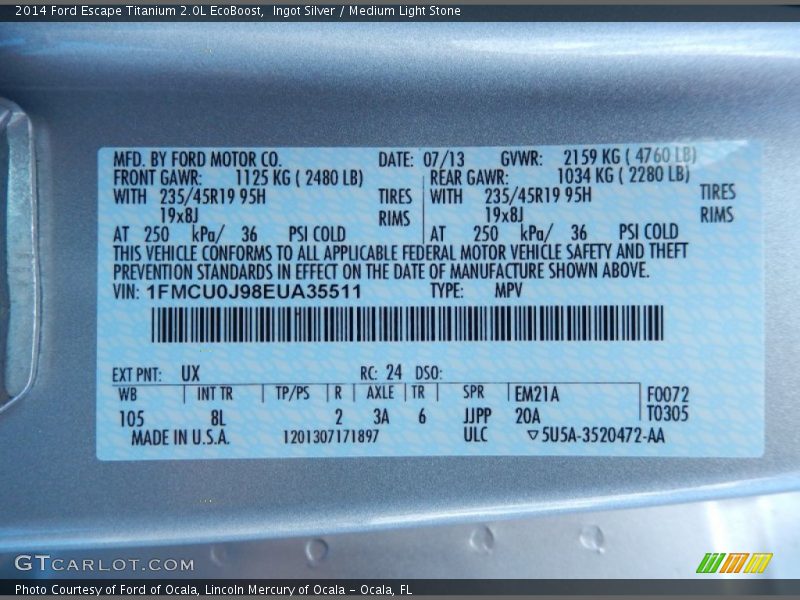 2014 Ford Escape Titanium 2.0L EcoBoost, Ingot Silver / Medium Light Stone
MFD. BY FORD MOTOR CO. DATE: 07/13 GVWR: 2159 KG ( 4760 LB)
FRONT GAWR: 1125 KG ( 2480 LB) REAR GAWR: 1034 KG ( 2280 LB)
WITH 235/45R19 95H TIRES WITH 235/45R19 95H TIRES
19x8J RIMS 19x8J RIMS
AT 250 kPa/ 36 PSI COLD AT 250 kPa/ 36 PSI COLD
THIS VEHICLE CONFORMS TO ALL APPLICABLE FEDERAL MOTOR VEHICLE SAFETY AND THEFT
PREVENTION STANDARDS IN EFFECT ON THE DATE OF MANUFACTURE SHOWN ABOVE.
VIN: 1FMCU0J98EUA35511 TYPE: MPV
EXT PNT: UX RC: 24 DSO:
WB INT TR TP/PS R AXLE TR SPR EM21A F0072
105 8L 2 3A 6 JJPP 20A T0305
MADE IN U.S.A. 1201307171897 ULC ▽5U5A-3520472-AA
GTCARLOT.COM
Photo Courtesy of Ford of Ocala, Lincoln Mercury of Ocala - Ocala, FL